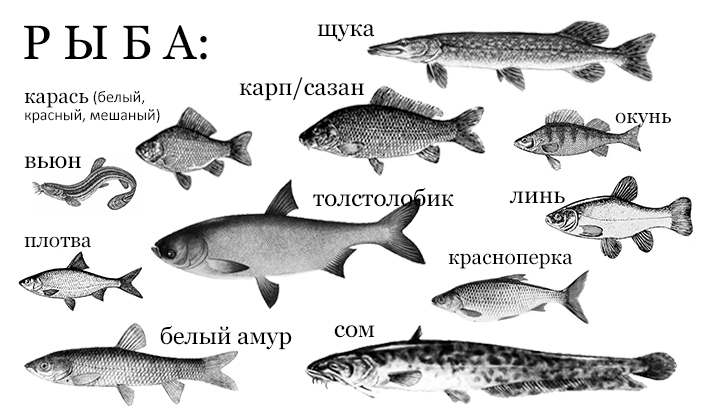 Р Ы Б А:
щука
карп/сазан
карась (белый,
красный, мешаный)
окунь
вьюн
толстолобик
линь
плотва
красноперка
белый амур
сом